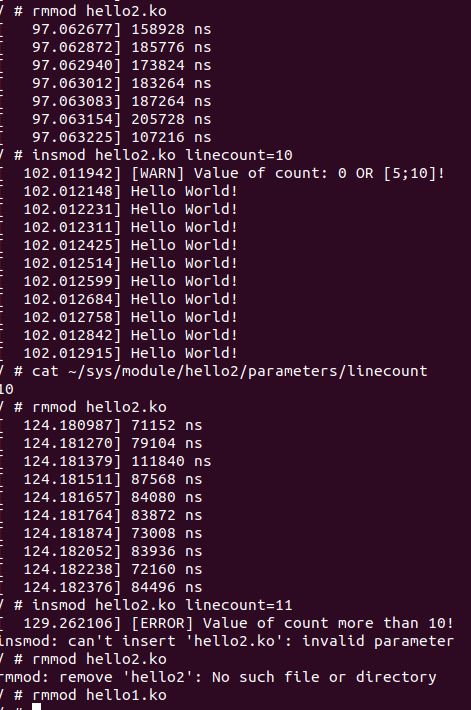 / # rmmod hello2.ko
[   97.062677] 158928 ns
[   97.062872] 185776 ns
[   97.062940] 173824 ns
[   97.063012] 183264 ns
[   97.063083] 187264 ns
[   97.063154] 205728 ns
[   97.063225] 107216 ns
/ # insmod hello2.ko linecount=10
[  102.011942] [WARN] Value of count: 0 OR [5;10]!
[  102.012148] Hello World!
[  102.012231] Hello World!
[  102.012311] Hello World!
[  102.012425] Hello World!
[  102.012514] Hello World!
[  102.012599] Hello World!
[  102.012684] Hello World!
[  102.012758] Hello World!
[  102.012842] Hello World!
[  102.012915] Hello World!
/ # cat ~/sys/module/hello2/parameters/linecount
10
/ # rmmod hello2.ko
[  124.180987] 71152 ns
[  124.181270] 79104 ns
[  124.181379] 111840 ns
[  124.181511] 87568 ns
[  124.181657] 84080 ns
[  124.181764] 83872 ns
[  124.181874] 73008 ns
[  124.182052] 83936 ns
[  124.182238] 72160 ns
[  124.182376] 84496 ns
/ # insmod hello2.ko linecount=11
[  129.262106] [ERROR] Value of count more than 10!
insmod: can't insert 'hello2.ko': invalid parameter
/ # rmmod hello2.ko
rmmod: remove 'hello2': No such file or directory
/ # rmmod hello1.ko
/ #